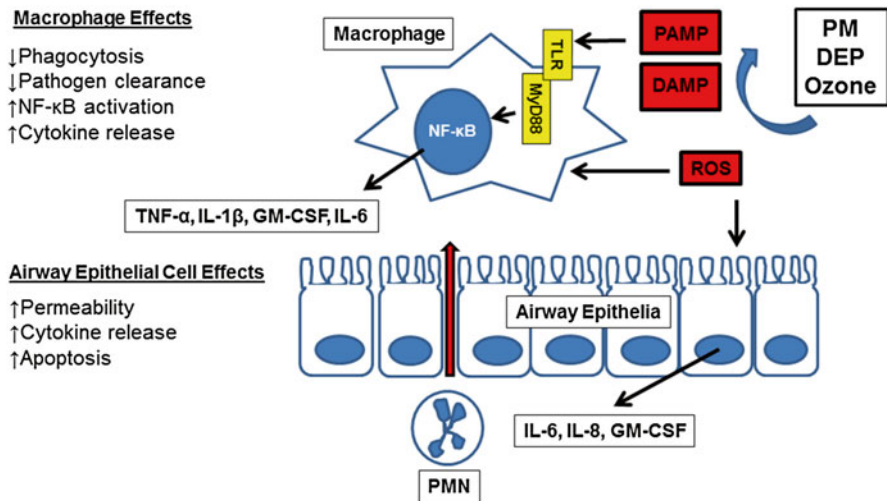 Macrophage Effects
↓Phagocytosis
↓Pathogen clearance
↑NF-κB activation
↑Cytokine release
Macrophage
TLR
MyD88
NF-κB
PAMP
DAMP
PM
DEP
Ozone
ROS
TNF-α, IL-1β, GM-CSF, IL-6
Airway Epithelial Cell Effects
↑Permeability
↑Cytokine release
↑Apoptosis
Airway Epithelia
IL-6, IL-8, GM-CSF
PMN